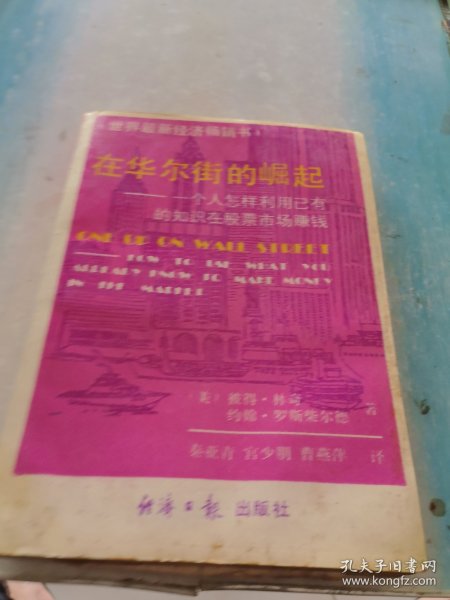 世界最新经济畅销书
在华尔街的崛起
——一个人怎样利用已有
的知识在股票市场赚钱
ONE UP ON WALL STREET
—— HOW TO USE WHAT YOU
ALREADY KNOW TO MAKE MONEY
IN THE MARKET
美 彼得·林奇
约翰·罗斯柴尔德 著
秦亚青 宫少朋 曹燕萍 译
经济日报 出版社
孔夫子旧书网
www.kongfz.com